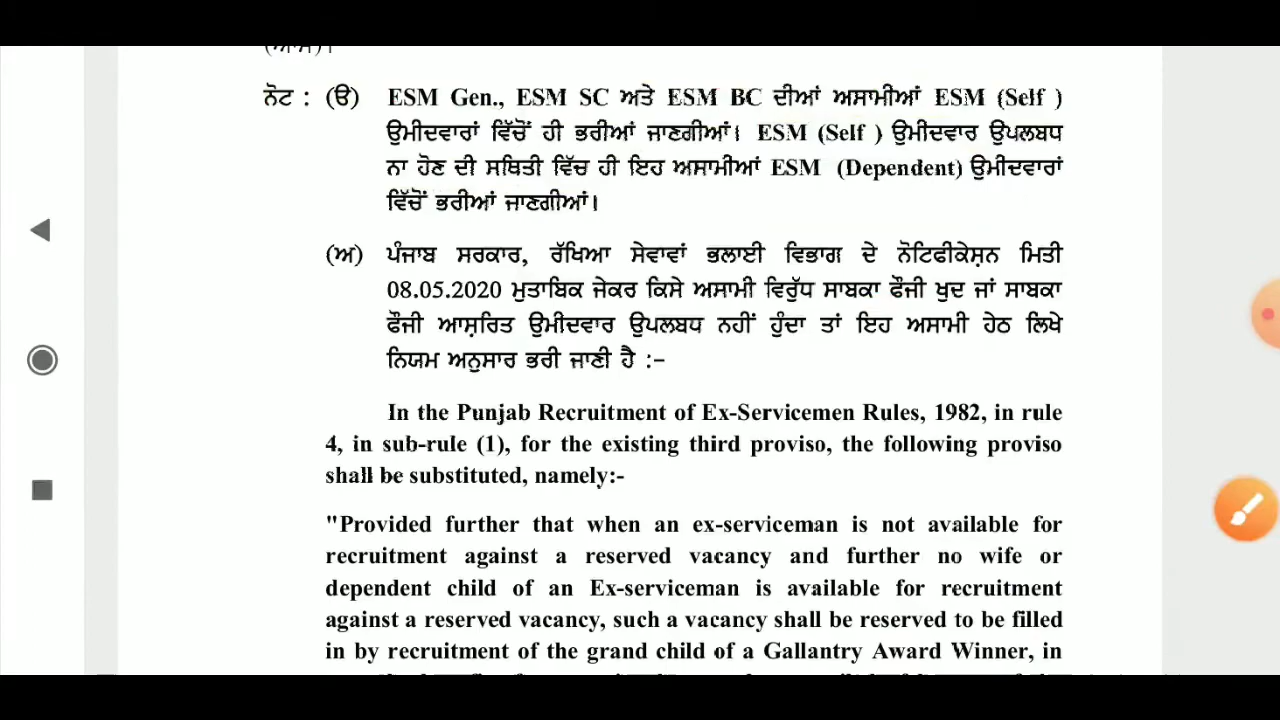 ਨੋਟ : (ੳ) ESM Gen., ESM SC ਅਤੇ ESM BC ਦੀਆਂ ਅਸਾਮੀਆਂ ESM (Self )
ਉਮੀਦਵਾਰਾਂ ਵਿੱਚੋਂ ਹੀ ਭਰੀਆਂ ਜਾਣਗੀਆਂ। ESM (Self ) ਉਮੀਦਵਾਰ ਉਪਲਬਧ
ਨਾ ਹੋਣ ਦੀ ਸਥਿਤੀ ਵਿੱਚ ਹੀ ਇਹ ਅਸਾਮੀਆਂ ESM (Dependent) ਉਮੀਦਵਾਰਾਂ
ਵਿੱਚੋਂ ਭਰੀਆਂ ਜਾਣਗੀਆਂ।
(ਅ) ਪੰਜਾਬ ਸਰਕਾਰ, ਰੱਖਿਆ ਸੇਵਾਵਾਂ ਭਲਾਈ ਵਿਭਾਗ ਦੇ ਨੋਟਿਫੀਕੇਸ਼ਨ ਮਿਤੀ
08.05.2020 ਮੁਤਾਬਿਕ ਜੇਕਰ ਕਿਸੇ ਅਸਾਮੀ ਵਿਰੁੱਧ ਸਾਬਕਾ ਫੌਜੀ ਖੁਦ ਜਾਂ ਸਾਬਕਾ
ਫੌਜੀ ਆਸ਼ਰਿਤ ਉਮੀਦਵਾਰ ਉਪਲਬਧ ਨਹੀਂ ਹੁੰਦਾ ਤਾਂ ਇਹ ਅਸਾਮੀ ਹੇਠ ਲਿਖੇ
ਨਿਯਮ ਅਨੁਸਾਰ ਭਰੀ ਜਾਣੀ ਹੈ :-
In the Punjab Recruitment of Ex-Servicemen Rules, 1982, in rule
4, in sub-rule (1), for the existing third proviso, the following proviso
shall be substituted, namely:-
"Provided further that when an ex-serviceman is not available for
recruitment against a reserved vacancy and further no wife or
dependent child of an Ex-serviceman is available for recruitment
against a reserved vacancy, such a vacancy shall be reserved to be filled
in by recruitment of the grand child of a Gallantry Award Winner, in